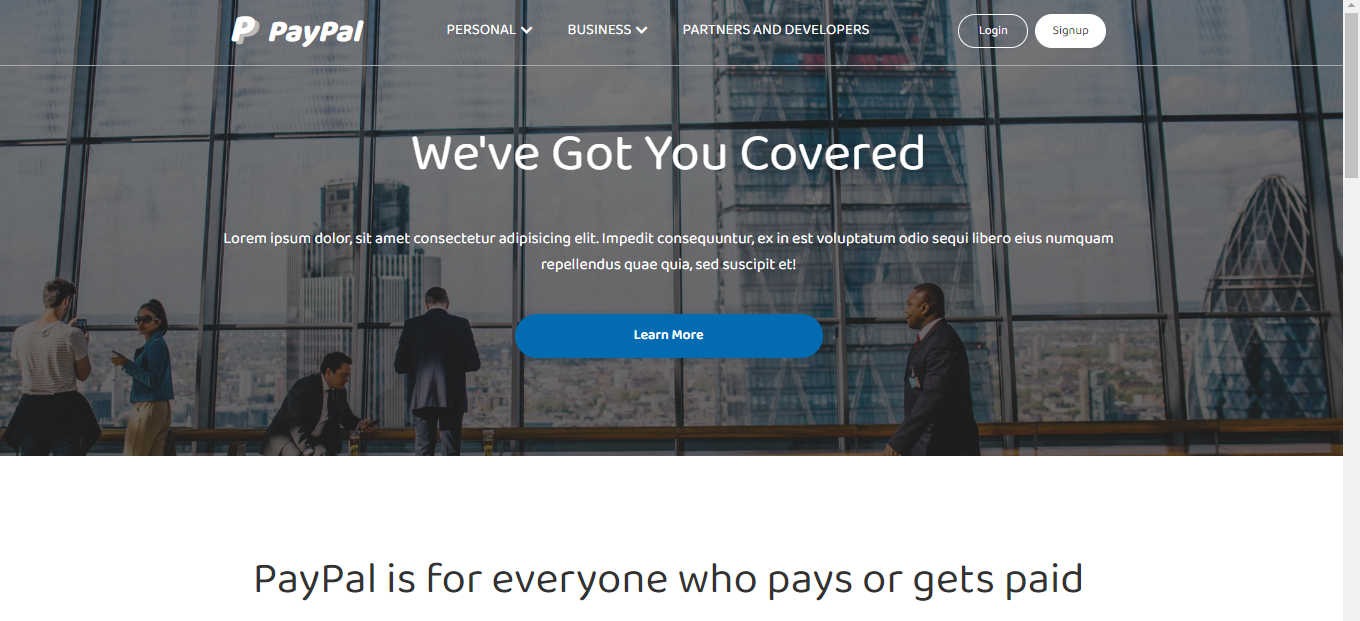 PayPal PERSONAL BUSINESS PARTNERS AND DEVELOPERS Login Signup
We've Got You Covered
Lorem ipsum dolor, sit amet consectetur adipisicing elit. Impedit consequuntur, ex in est voluptatum odio sequi libero eius numquam
repellendus quae quia, sed suscipit et!
Learn More
PayPal is for everyone who pays or gets paid